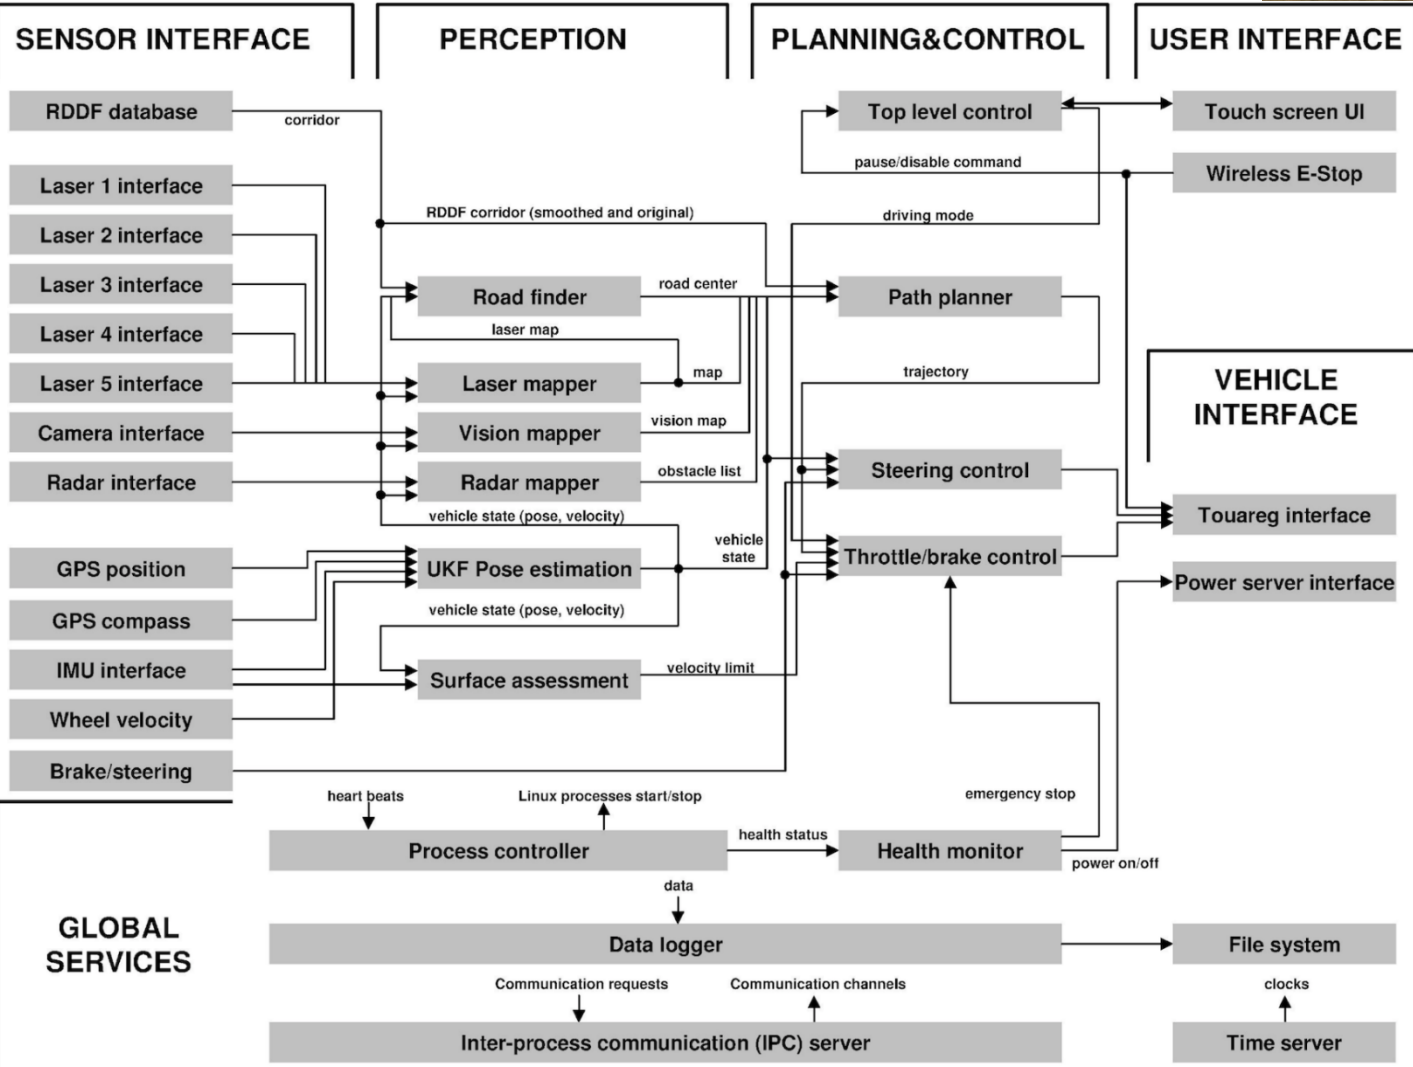 SENSOR INTERFACE
PERCEPTION
PLANNING&CONTROL
USER INTERFACE
RDDF database
corridor
Top level control
Touch screen UI
pause/disable command
Wireless E-Stop
Laser 1 interface
RDDF corridor (smoothed and original)
driving mode
Laser 2 interface
Laser 3 interface
Road finder
road center
Path planner
laser map
Laser 4 interface
Laser 5 interface
Laser mapper
map
trajectory
VEHICLE
INTERFACE
Camera interface
Vision mapper
vision map
Radar interface
Radar mapper
obstacle list
Steering control
vehicle state (pose, velocity)
Touareg interface
vehicle
state
GPS position
UKF Pose estimation
Throttle/brake control
Power server interface
vehicle state (pose, velocity)
GPS compass
IMU interface
Surface assessment
velocity limit
Wheel velocity
Brake/steering
heart beats
Linux processes start/stop
emergency stop
Process controller
health status
Health monitor
power on/off
data
GLOBAL
SERVICES
Data logger
File system
Communication requests
Communication channels
clocks
Inter-process communication (IPC) server
Time server